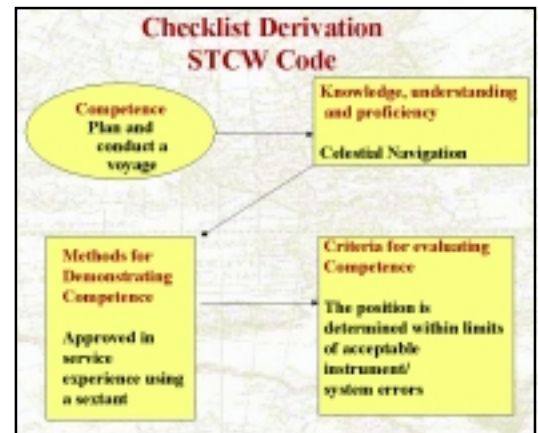 Checklist Derivation
STCW Code
Competence
Plan and
conduct a
voyage
Knowledge, understanding
and proficiency
Celestial Navigation
Methods for
Demonstrating
Competence
Approved in
service
experience using
a sextant
Criteria for evaluating
Competence
The position is
determined within limits
of acceptable
instrument/
system errors